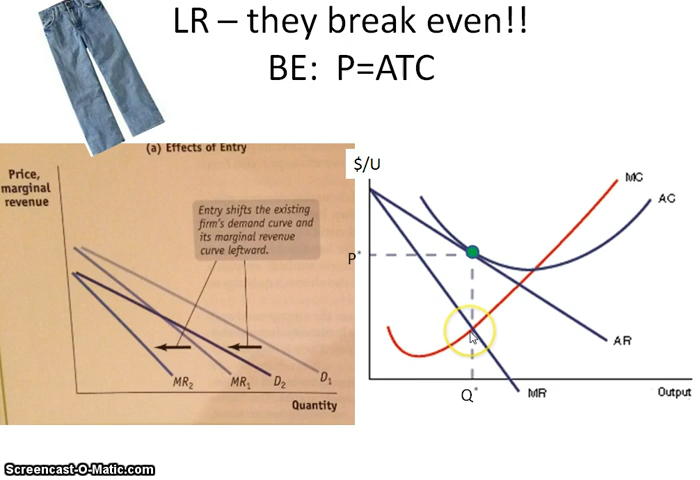 LR – they break even!!
BE: P=ATC
(a) Effects of Entry
Price,
marginal
revenue
Entry shifts the existing
firm's demand curve and
its marginal revenue
curve leftward.
MR2
MR1
D2
D1
Quantity
$/U
MC
AC
P*
AR
Q*
MR
Output
Screencast-O-Matic.com